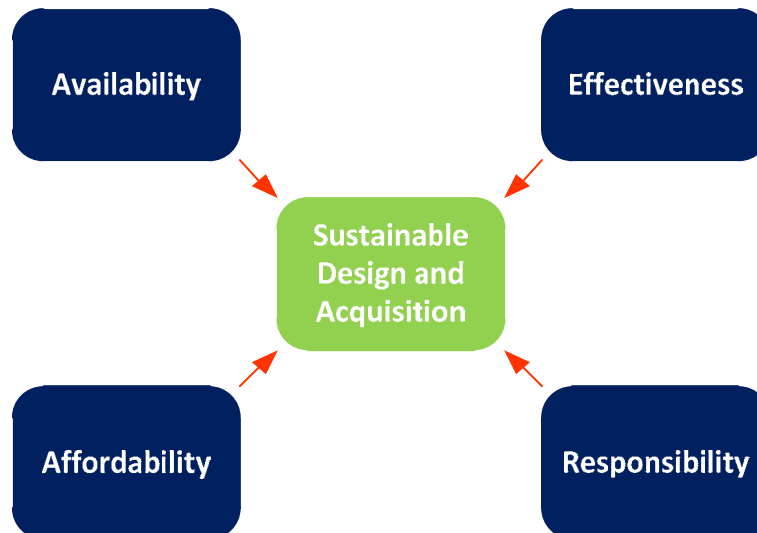 Availability
Effectiveness
Sustainable
Design and
Acquisition
Affordability
Responsibility